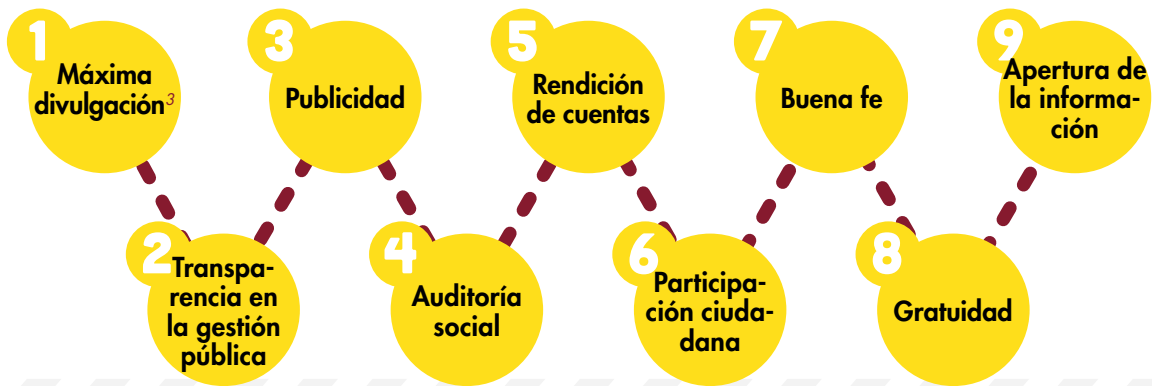 1
Máxima
divulgación3
2
Transpa-
rencia en
la gestión
pública
3
Publicidad
4
Auditoría
social
5
Rendición
de cuentas
6
Participa-
ción ciuda-
dana
7
Buena fe
8
Gratuidad
9
Apertura de
la informa-
ción